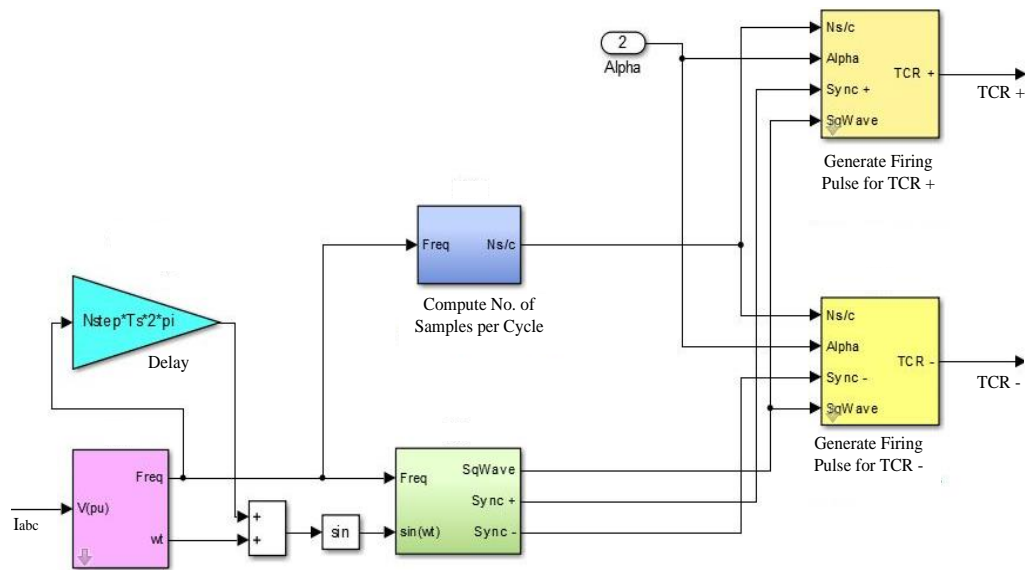 2
Alpha
Ns/c
Alpha
Sync +
SqWave
TCR +
TCR +
Generate Firing
Pulse for TCR +
Freq
Ns/c
Compute No. of
Samples per Cycle
Nstep*Ts*2*pi
Delay
Ns/c
Alpha
Sync -
SqWave
TCR -
TCR -
Generate Firing
Pulse for TCR -
Iabc
V(pu)
Freq
wt
+
+
sin
Freq
sin(wt)
SqWave
Sync +
Sync -